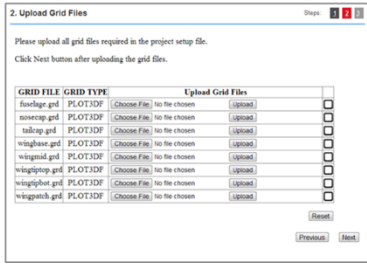 2. Upload Grid Files
Steps: 1 2 3
Please upload all grid files required in the project setup file.
Click Next button after uploading the grid files.
GRID FILE GRID TYPE Upload Grid Files
fuselage.grd PLOT3DF Choose File No file chosen Upload
nosecap.grd PLOT3DF Choose File No file chosen Upload
tailcap.grd PLOT3DF Choose File No file chosen Upload
wingbase.grd PLOT3DF Choose File No file chosen Upload
wingmid.grd PLOT3DF Choose File No file chosen Upload
wingtiptop.grd PLOT3DF Choose File No file chosen Upload
wingtipbot.grd PLOT3DF Choose File No file chosen Upload
wingpatch.grd PLOT3DF Choose File No file chosen Upload
Reset
Previous Next